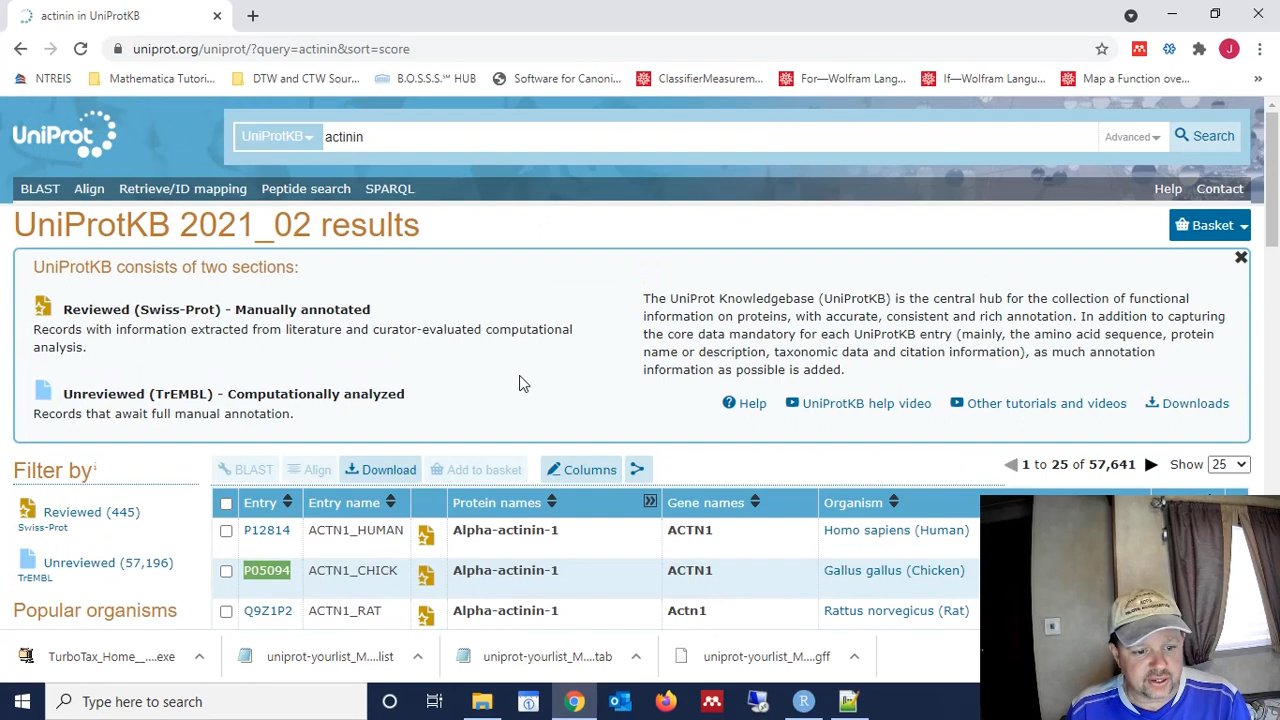 actinin in UniProtKB
uniprot.org/uniprot/?query=actinin&sort=score
NTREIS
Mathematica Tutori...
DTW and CTW Sour...
B.O.S.S.S° HUB
Software for Canoni...
ClassifierMeasurem...
For—Wolfram Lang...
If—Wolfram Langu...
Map a Function ove...
»
UniProt
UniProtKB
actinin
Advanced
Search
BLAST
Align
Retrieve/ID mapping
Peptide search
SPARQL
Help
Contact
UniProtKB 2021_02 results
Basket
UniProtKB consists of two sections:
Reviewed (Swiss-Prot) - Manually annotated
Records with information extracted from literature and curator-evaluated computational
analysis.
Unreviewed (TrEMBL) - Computationally analyzed
Records that await full manual annotation.
The UniProt Knowledgebase (UniProtKB) is the central hub for the collection of functional
information on proteins, with accurate, consistent and rich annotation. In addition to capturing
the core data mandatory for each UniProtKB entry (mainly, the amino acid sequence, protein
name or description, taxonomic data and citation information), as much annotation
information as possible is added.
Help
UniProtKB help video
Other tutorials and videos
Downloads
Filter by i
BLAST
Align
Download
Add to basket
Columns
1 to 25 of 57,641
Show 25
Entry
Entry name
Protein names
Gene names
Organism
Reviewed (445)
Swiss-Prot
P12814 ACTN1_HUMAN Alpha-actinin-1 ACTN1 Homo sapiens (Human)
Unreviewed (57,196)
TrEMBL
P05094 ACTN1_CHICK Alpha-actinin-1 ACTN1 Gallus gallus (Chicken)
Popular organisms
Q9Z1P2 ACTN1_RAT Alpha-actinin-1 Actn1 Rattus norvegicus (Rat)
TurboTax_Home__....exe
uniprot-yourlist_M....list
uniprot-yourlist_M....tab
uniprot-yourlist_M....gff
Type here to search